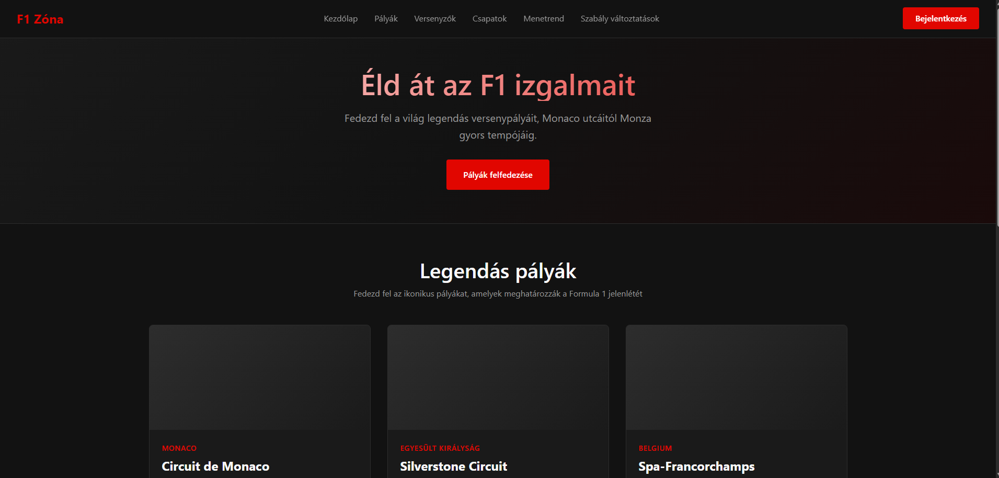 F1 Zóna
Kezdőlap
Pályák
Versenyzők
Csapatok
Menetrend
Szabály változtatások
Bejelentkezés
Éld át az F1 izgalmait
Fedezd fel a világ legendás versenypályáit, Monaco utcáitól Monza
gyors tempójáig.
Pályák felfedezése
Legendás pályák
Fedezd fel az ikonikus pályákat, amelyek meghatározzák a Formula 1 jelenlétét
MONACO
Circuit de Monaco
EGYESÜLT KIRÁLYSÁG
Silverstone Circuit
BELGIUM
Spa-Francorchamps